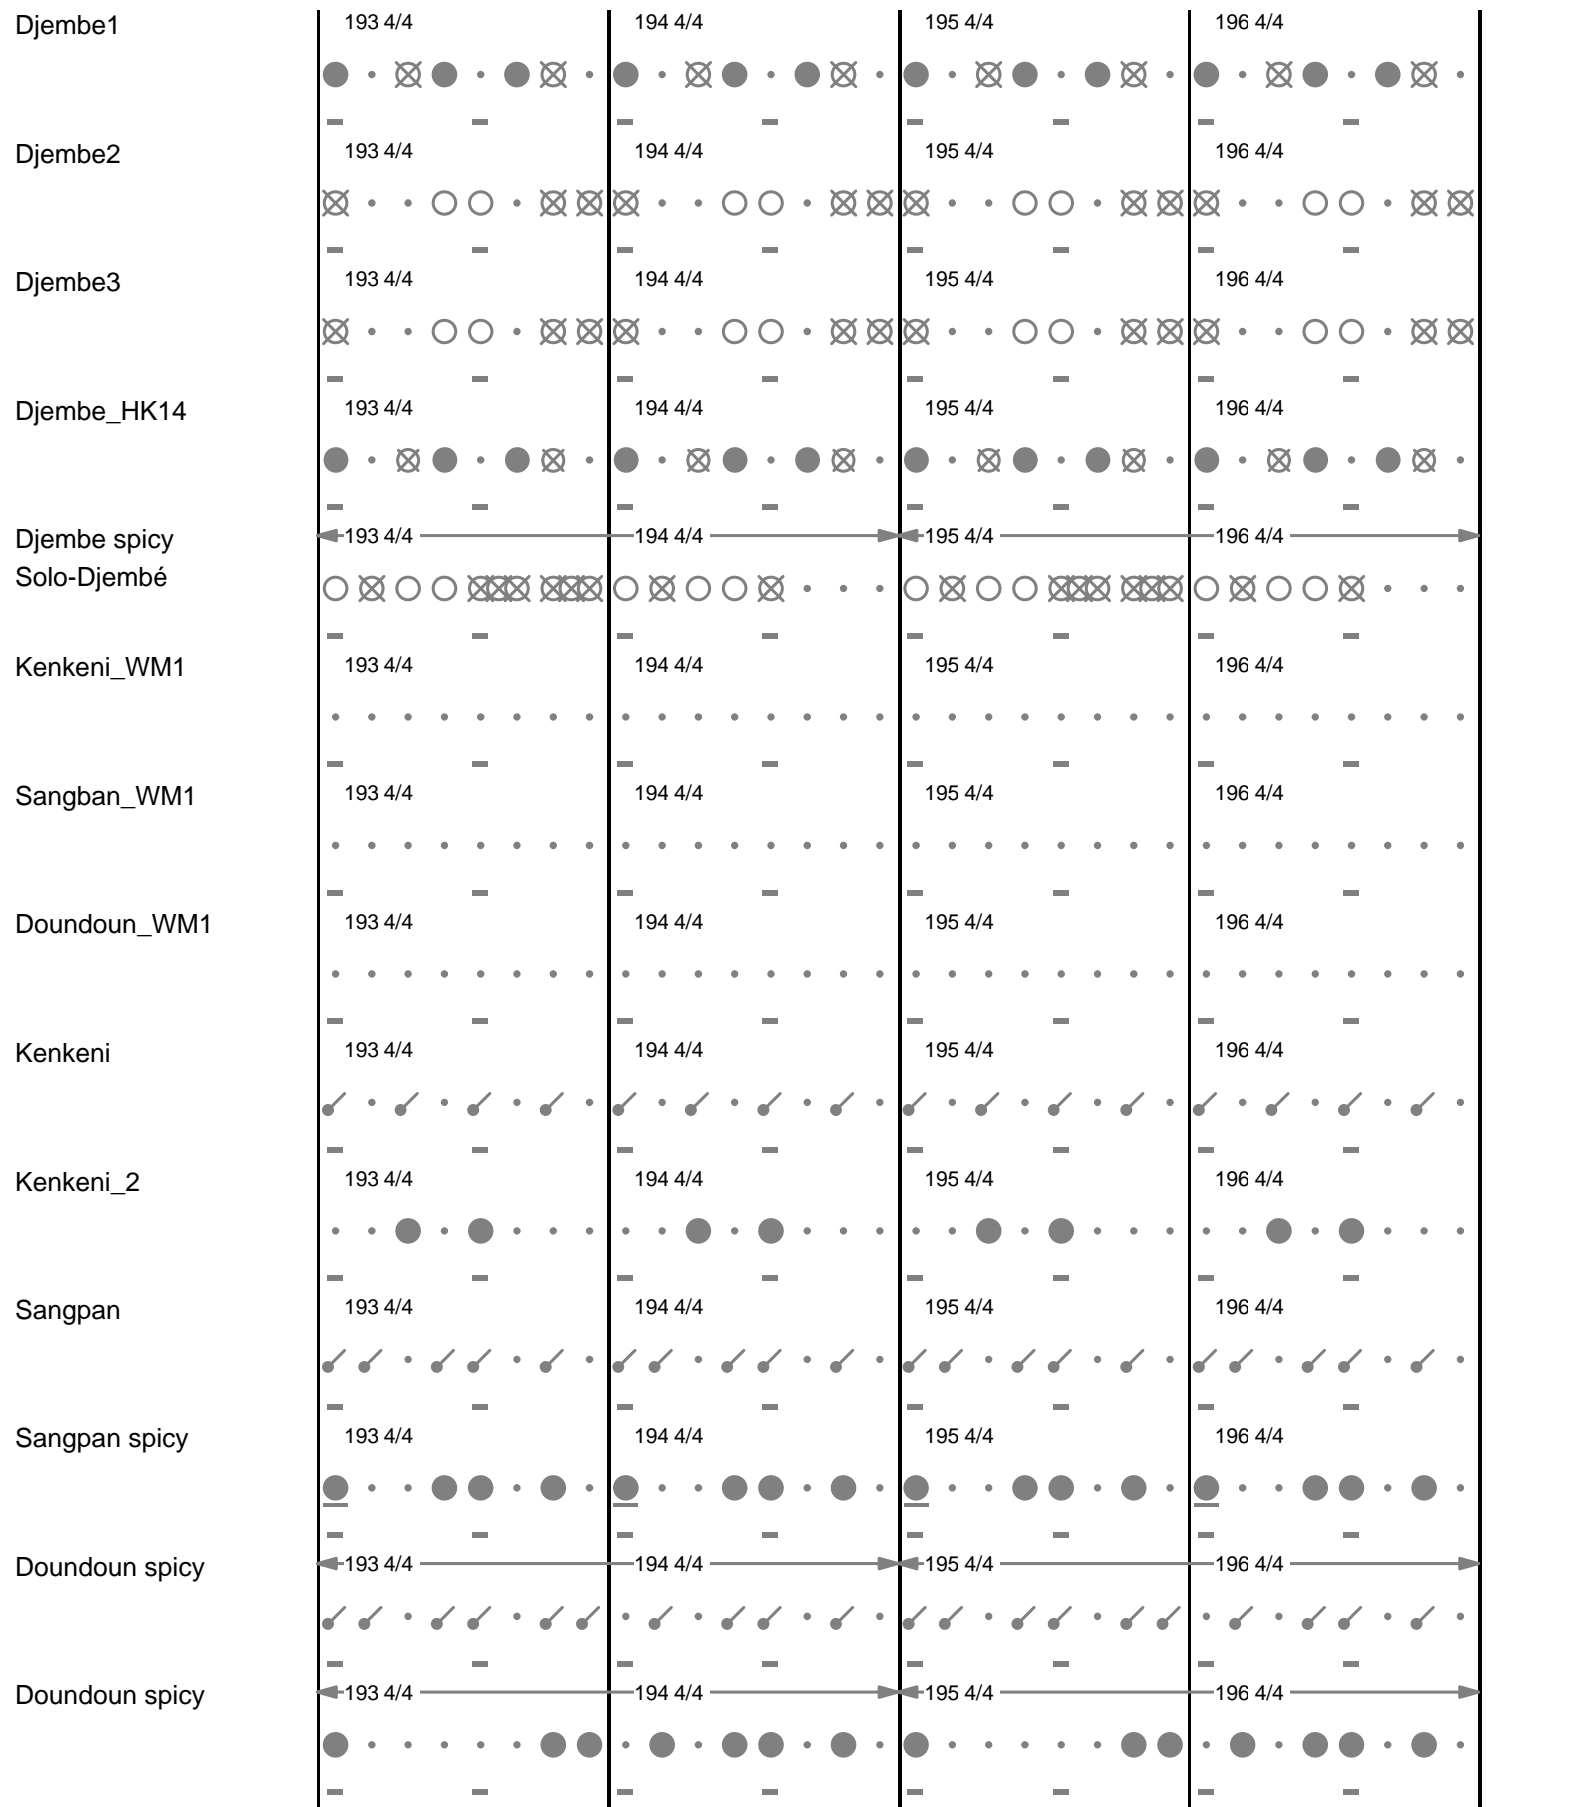 Djembe1 193 4/4 194 4/4 195 4/4 196 4/4
Djembe2 193 4/4 194 4/4 195 4/4 196 4/4
Djembe3 193 4/4 194 4/4 195 4/4 196 4/4
Djembe_HK14 193 4/4 194 4/4 195 4/4 196 4/4
Djembe spicy 193 4/4 194 4/4 195 4/4 196 4/4
Solo-Djembé
Kenkeni_WM1 193 4/4 194 4/4 195 4/4 196 4/4
Sangban_WM1 193 4/4 194 4/4 195 4/4 196 4/4
Doundoun_WM1 193 4/4 194 4/4 195 4/4 196 4/4
Kenkeni 193 4/4 194 4/4 195 4/4 196 4/4
Kenkeni_2 193 4/4 194 4/4 195 4/4 196 4/4
Sangpan 193 4/4 194 4/4 195 4/4 196 4/4
Sangpan spicy 193 4/4 194 4/4 195 4/4 196 4/4
Doundoun spicy 193 4/4 194 4/4 195 4/4 196 4/4
Doundoun spicy 193 4/4 194 4/4 195 4/4 196 4/4